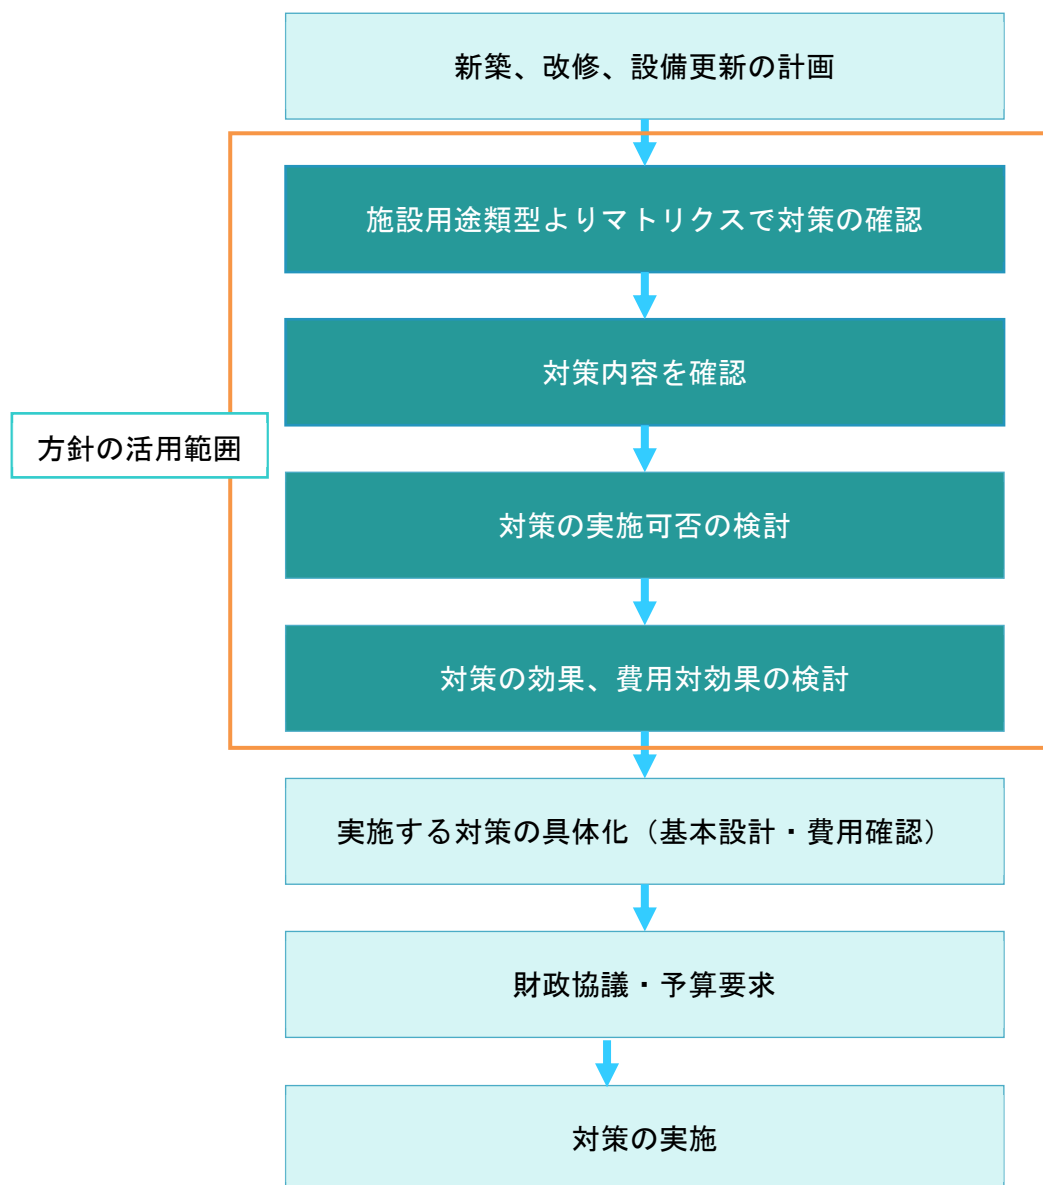 新築、改修、設備更新の計画
施設用途類型よりマトリクスで対策の確認
対策内容を確認
方針の活用範囲
対策の実施可否の検討
対策の効果、費用対効果の検討
実施する対策の具体化（基本設計・費用確認）
財政協議・予算要求
対策の実施